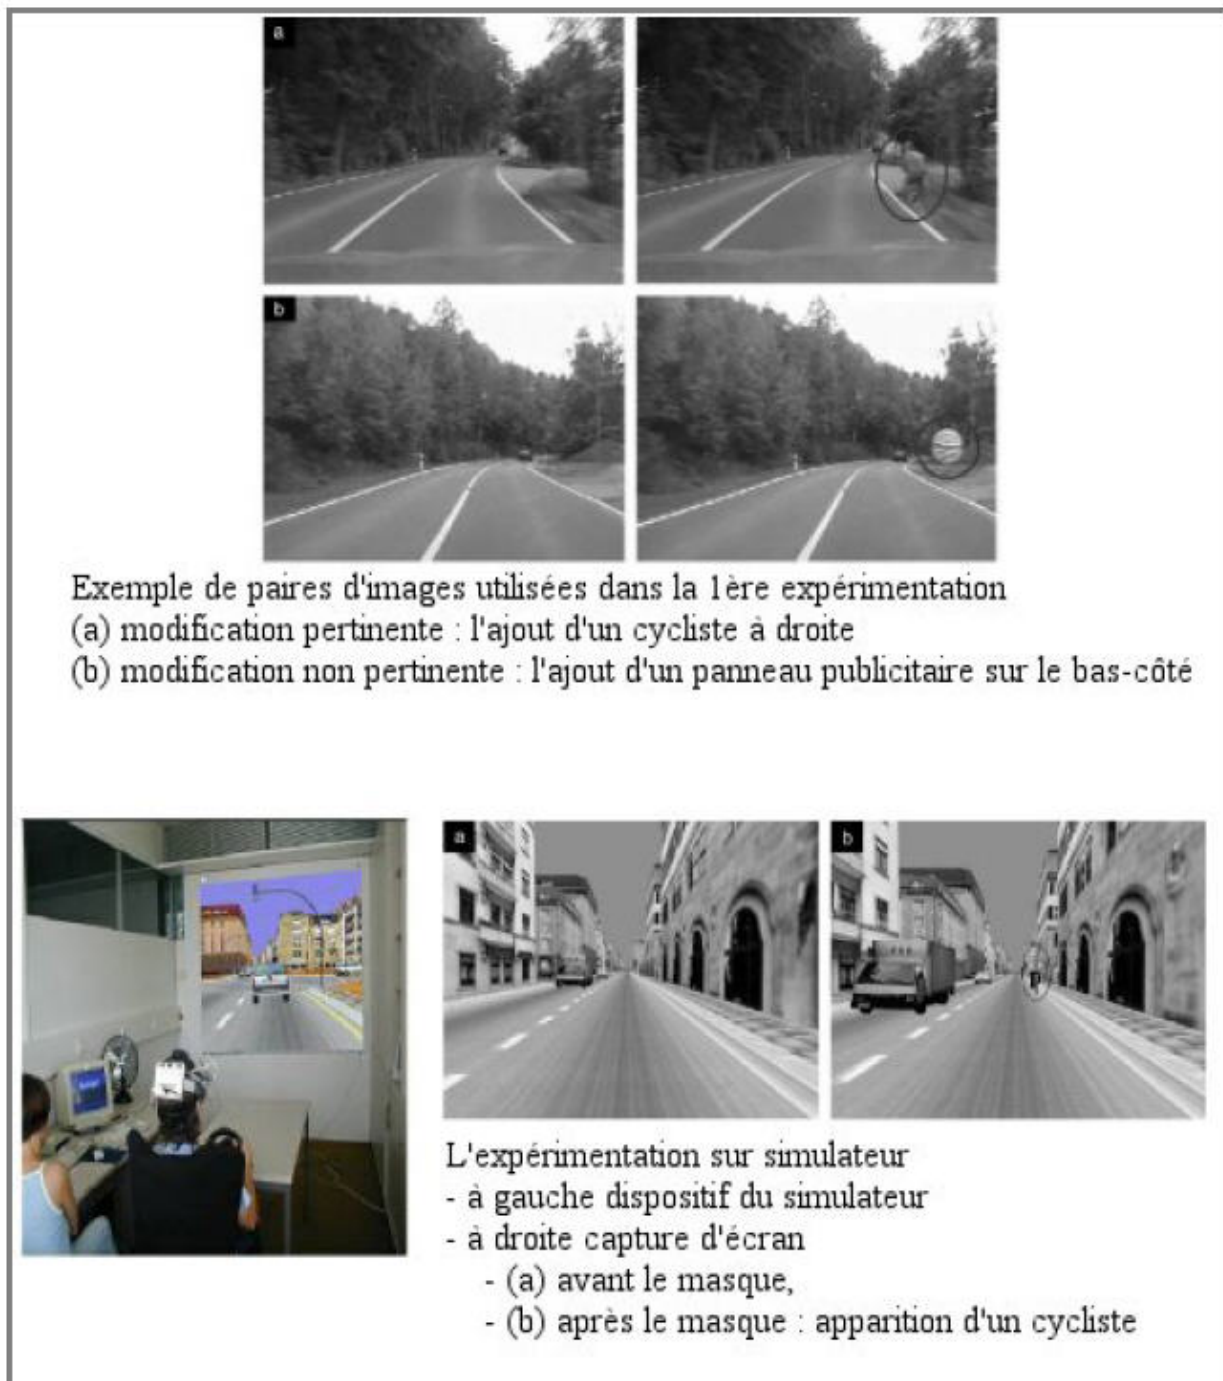 a
b
Exemple de paires d'images utilisées dans la 1ère expérimentation
(a) modification pertinente : l'ajout d'un cycliste à droite
(b) modification non pertinente : l'ajout d'un panneau publicitaire sur le bas-côté
a
b
L'expérimentation sur simulateur
- à gauche dispositif du simulateur
- à droite capture d'écran
- (a) avant le masque,
- (b) après le masque : apparition d'un cycliste